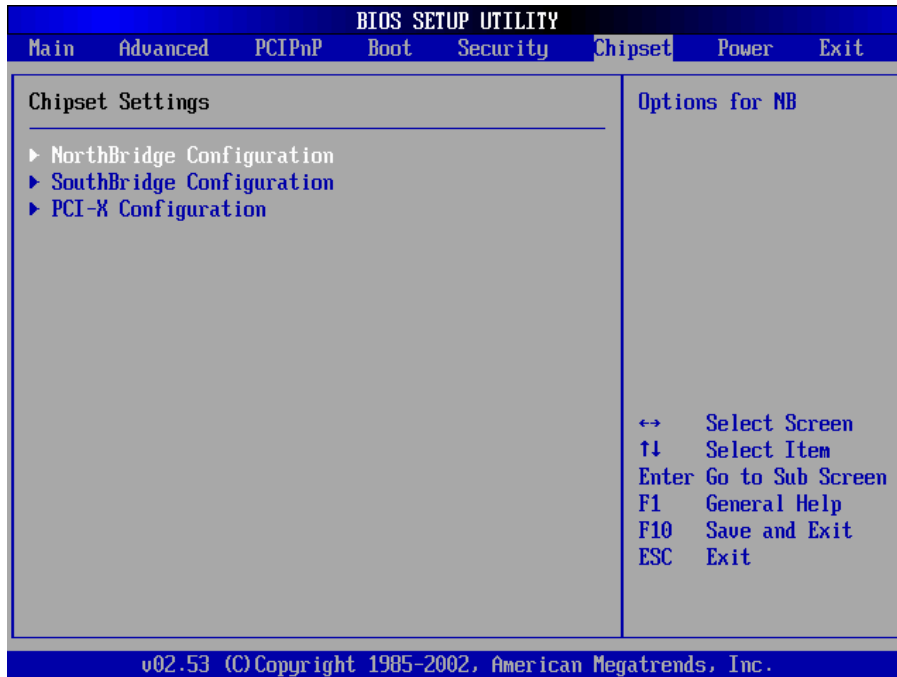 BIOS SETUP UTILITY
Main Advanced PCIPnP Boot Security Chipset Power Exit
Chipset Settings
▶ NorthBridge Configuration
▶ SouthBridge Configuration
▶ PCI-X Configuration
Options for NB
↔ Select Screen
↑↓ Select Item
Enter Go to Sub Screen
F1 General Help
F10 Save and Exit
ESC Exit
v02.53 (C)Copyright 1985-2002, American Megatrends, Inc.